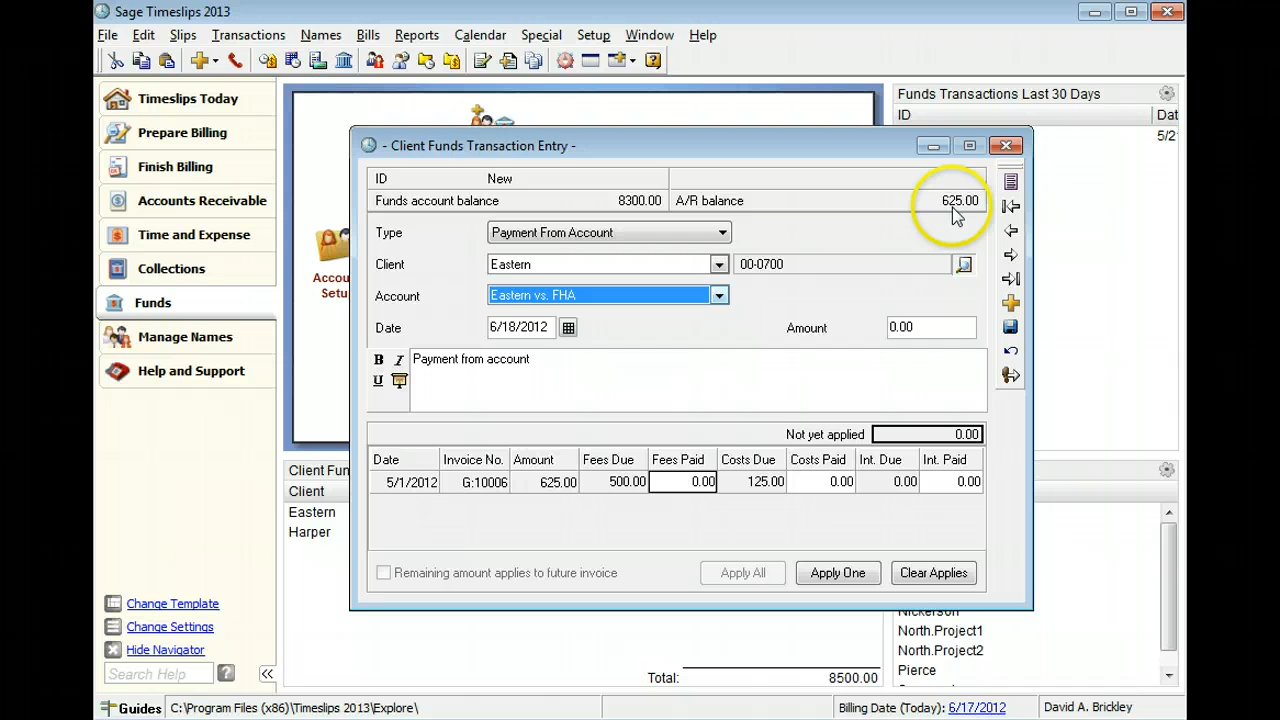 Sage Timeslips 2013
File Edit Slips Transactions Names Bills Reports Calendar Special Setup Window Help
Timeslips Today
Prepare Billing
Finish Billing
Accounts Receivable
Time and Expense
Collections
Funds
Manage Names
Help and Support
Change Template
Change Settings
Hide Navigator
Search Help
Accou
Setu
Funds Transactions Last 30 Days
ID Dat
5/2
- Client Funds Transaction Entry -
ID New
Funds account balance 8300.00 A/R balance 625.00
Type Payment From Account
Client Eastern 00-0700
Account Eastern vs. FHA
Date 6/18/2012 Amount 0.00
B I U
Payment from account
Not yet applied 0.00
Date Invoice No. Amount Fees Due Fees Paid Costs Due Costs Paid Int. Due Int. Paid
5/1/2012 G:10006 625.00 500.00 0.00 125.00 0.00 0.00 0.00
Remaining amount applies to future invoice Apply All Apply One Clear Applies
Client Fun
Client
Eastern
Harper
Total: 8500.00
Nickerson
North.Project1
North.Project2
Pierce
Guides C:\Program Files (x86)\Timeslips 2013\Explore\ Billing Date (Today): 6/17/2012 David A. Brickley